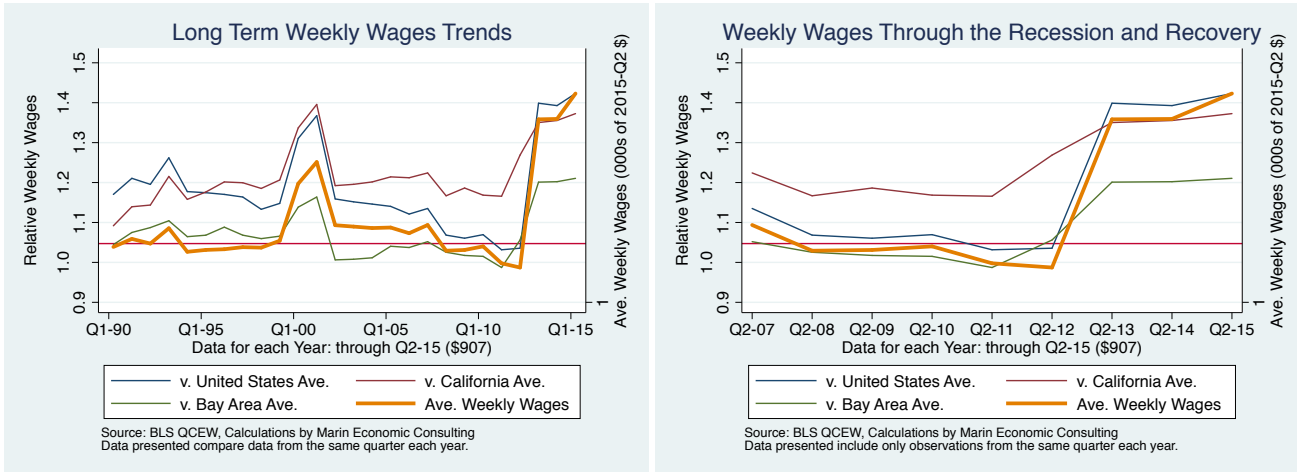 Long Term Weekly Wages Trends
Relative Weekly Wages
0.9 1.0 1.1 1.2 1.3 1.4 1.5
1
Ave. Weekly Wages (000s of 2015-Q2 $)
Q1-90 Q1-95 Q1-00 Q1-05 Q1-10 Q1-15
Data for each Year: through Q2-15 ($907)
v. United States Ave. v. California Ave.
v. Bay Area Ave. Ave. Weekly Wages
Source: BLS QCEW, Calculations by Marin Economic Consulting
Data presented compare data from the same quarter each year.
Weekly Wages Through the Recession and Recovery
Relative Weekly Wages
0.9 1.0 1.1 1.2 1.3 1.4 1.5
1
Ave. Weekly Wages (000s of 2015-Q2 $)
Q2-07 Q2-08 Q2-09 Q2-10 Q2-11 Q2-12 Q2-13 Q2-14 Q2-15
Data for each Year: through Q2-15 ($907)
v. United States Ave. v. California Ave.
v. Bay Area Ave. Ave. Weekly Wages
Source: BLS QCEW, Calculations by Marin Economic Consulting
Data presented include only observations from the same quarter each year.